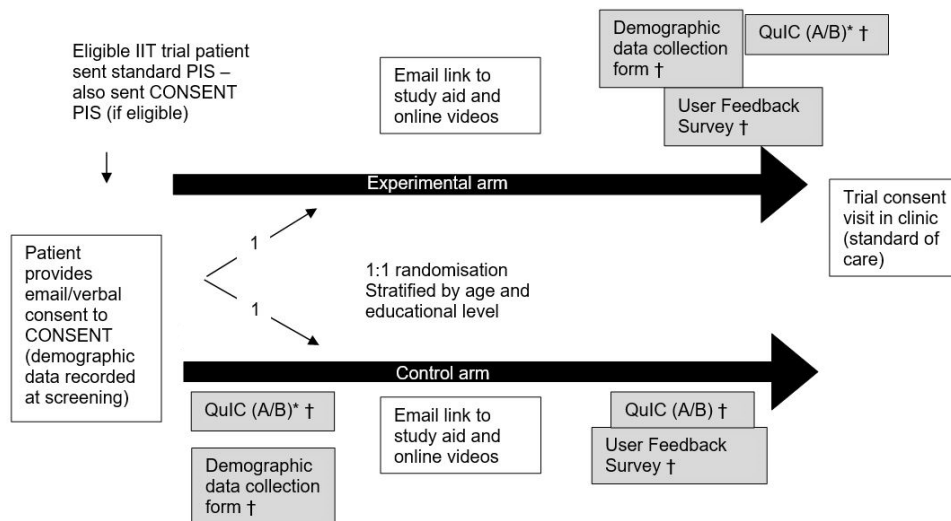 Eligible IIT trial patient
sent standard PIS –
also sent CONSENT
PIS (if eligible)
Email link to
study aid and
online videos
Demographic
data collection
form †
QuIC (A/B)* †
User Feedback
Survey †
Experimental arm
Trial consent
visit in clinic
(standard of
care)
Patient
provides
email/verbal
consent to
CONSENT
(demographic
data recorded
at screening)
1
1
1:1 randomisation
Stratified by age and
educational level
Control arm
QuIC (A/B)* †
Demographic
data collection
form †
Email link to
study aid and
online videos
QuIC (A/B) †
User Feedback
Survey †